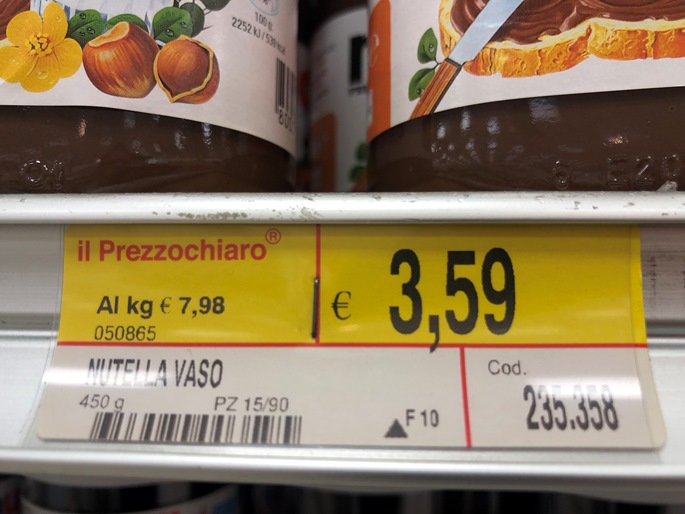 100 g
2252 kJ / 539 kcal
il Prezzochiaro®
Al kg € 7,98
050865
€ 3,59
NUTELLA VASO
450 g PZ 15/90
F 10
Cod.
235.358